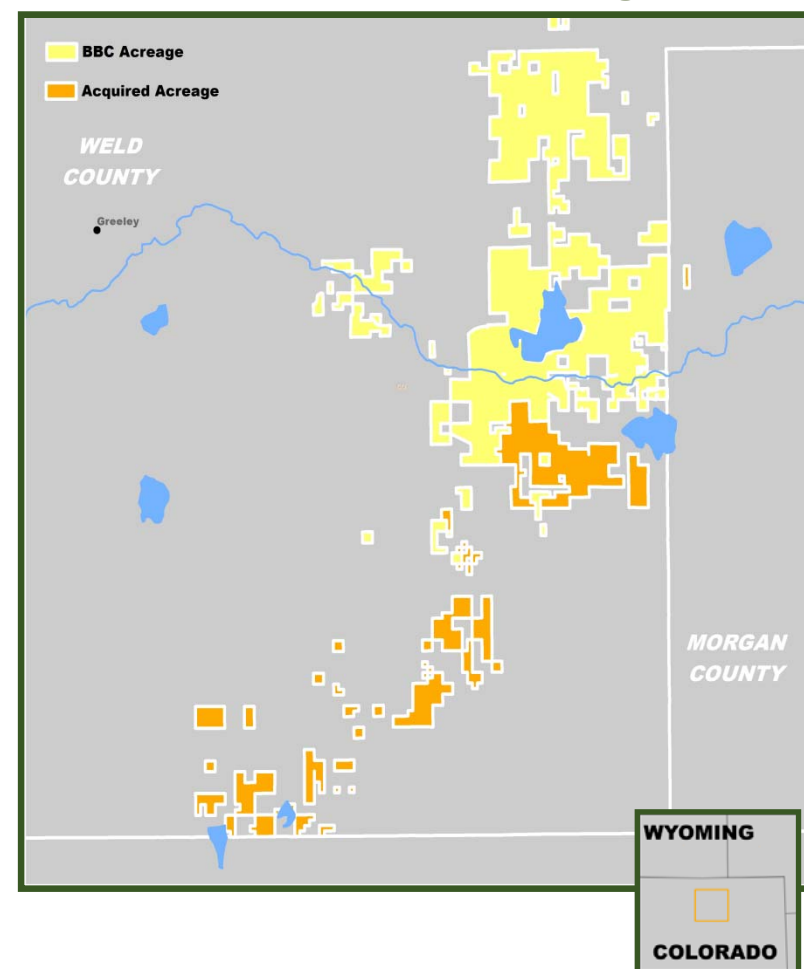 BBC Acreage
Acquired Acreage
WELD
COUNTY
Greeley
MORGAN
COUNTY
WYOMING
COLORADO